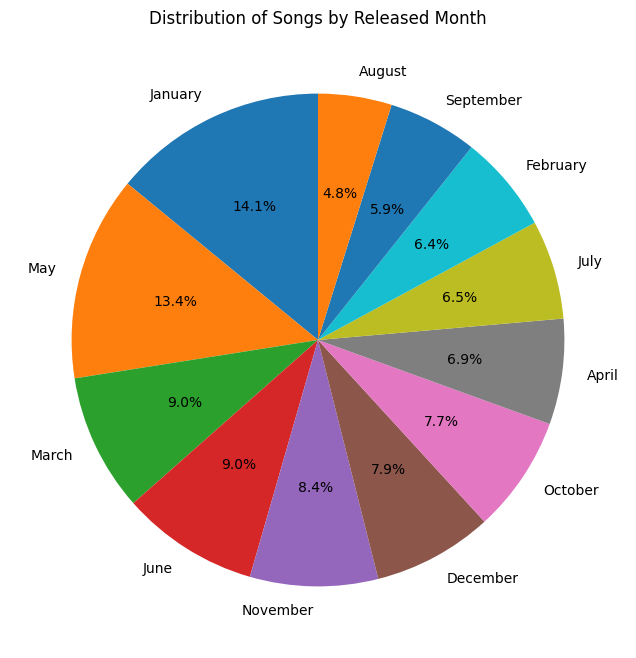 Distribution of Songs by Released Month
August
January
September
February
4.8%
14.1%
5.9%
6.4%
July
May
6.5%
13.4%
6.9%
April
9.0%
7.7%
March
9.0%
7.9%
8.4%
October
June
December
November